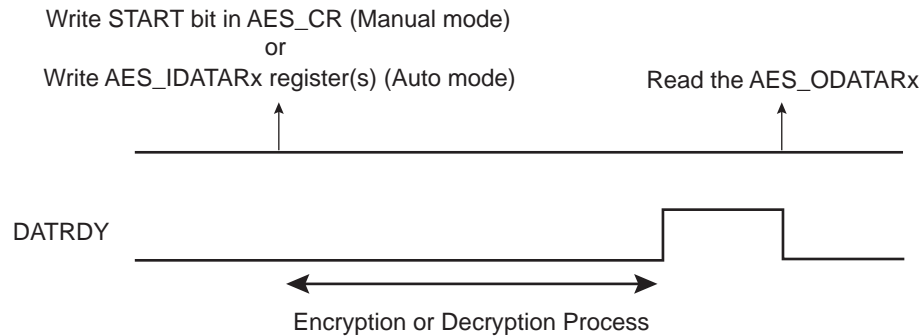 Write START bit in AES_CR (Manual mode)
or
Write AES_IDATARx register(s) (Auto mode)
Read the AES_ODATARx
DATRDY
Encryption or Decryption Process